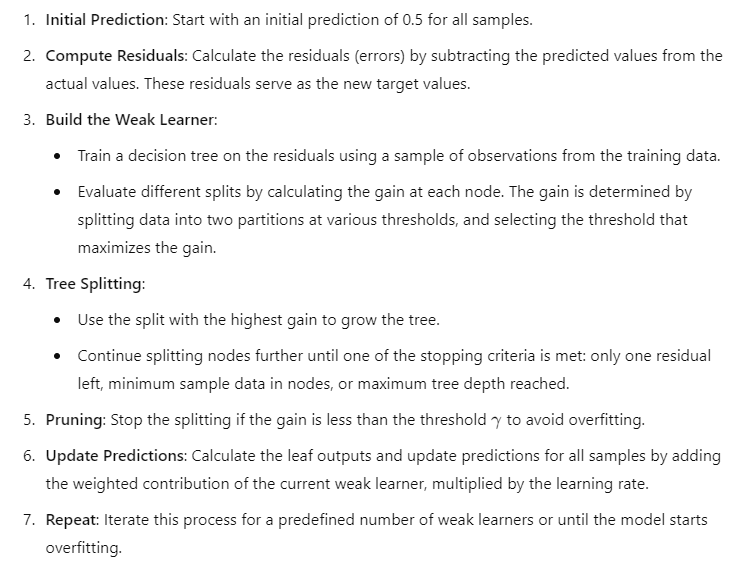 1. Initial Prediction: Start with an initial prediction of 0.5 for all samples.
2. Compute Residuals: Calculate the residuals (errors) by subtracting the predicted values from the
actual values. These residuals serve as the new target values.
3. Build the Weak Learner:
• Train a decision tree on the residuals using a sample of observations from the training data.
• Evaluate different splits by calculating the gain at each node. The gain is determined by
splitting data into two partitions at various thresholds, and selecting the threshold that
maximizes the gain.
4. Tree Splitting:
• Use the split with the highest gain to grow the tree.
• Continue splitting nodes further until one of the stopping criteria is met: only one residual
left, minimum sample data in nodes, or maximum tree depth reached.
5. Pruning: Stop the splitting if the gain is less than the threshold γ to avoid overfitting.
6. Update Predictions: Calculate the leaf outputs and update predictions for all samples by adding
the weighted contribution of the current weak learner, multiplied by the learning rate.
7. Repeat: Iterate this process for a predefined number of weak learners or until the model starts
overfitting.